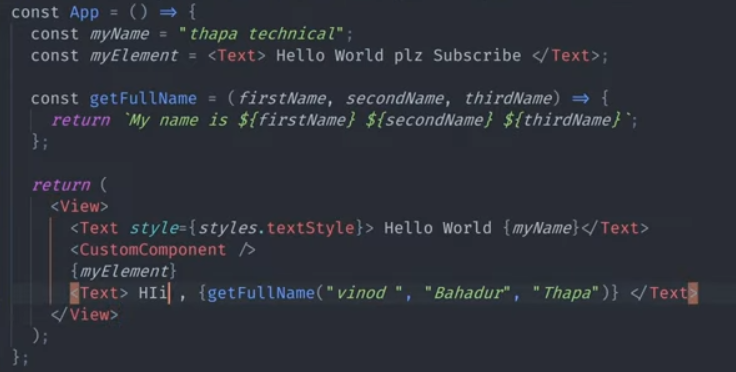 const App = () => {
const myName = "thapa technical";
const myElement = <Text> Hello World plz Subscribe </Text>;
const getFullName = (firstName, secondName, thirdName) => {
return `My name is ${firstName} ${secondName} ${thirdName}`;
};
return (
<View>
<Text style={styles.textStyle}> Hello World {myName}</Text>
<CustomComponent />
{myElement}
<Text> HIi , {getFullName("vinod ", "Bahadur", "Thapa")} </Text>
</View>
);
};